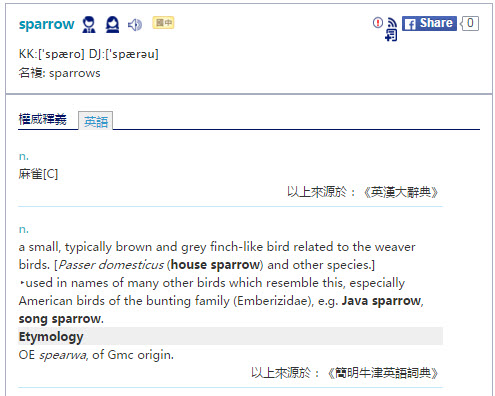 sparrow 國中 Share 0
KK:[ˈspæro] DJ:[ˈspærəu]
名複: sparrows
權威釋義 英語
n.
麻雀[C]
以上來源於：《英漢大辭典》
n.
a small, typically brown and grey finch-like bird related to the weaver
birds. [Passer domesticus (house sparrow) and other species.]
‣used in names of many other birds which resemble this, especially
American birds of the bunting family (Emberizidae), e.g. Java sparrow,
song sparrow.
Etymology
OE spearwa, of Gmc origin.
以上來源於：《簡明牛津英語詞典》